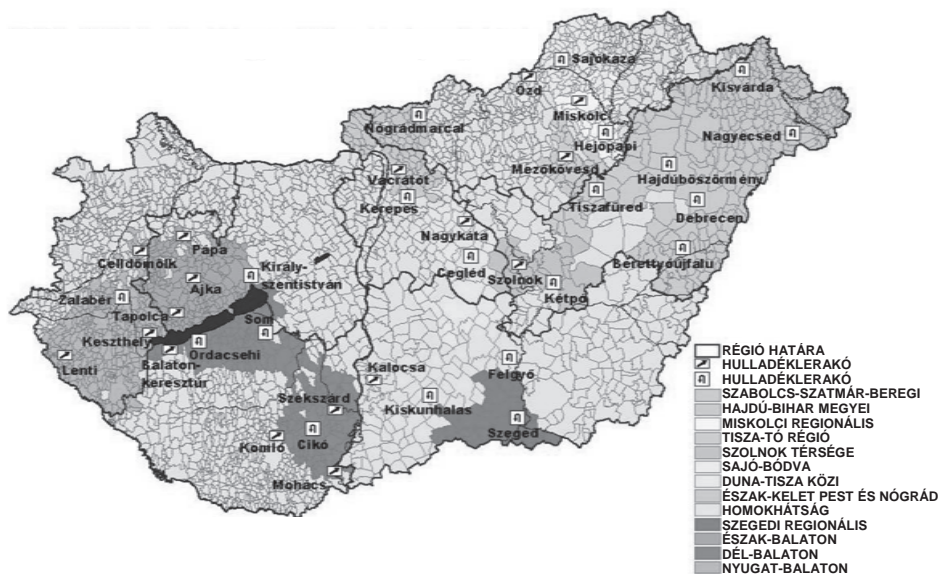 Sajókaza
Ózd
Kisvárda
Miskolc
Nógrádmarcal
Nagyecsed
Hejőpapi
Mezőkövesd
Vácrátót
Hajdúböszörmény
Kerepes
Tiszafüred
Debrecen
Nagykáta
Pápa
Celldömölk
Berettyóújfalu
Cegléd
Szolnok
Király-
szentistván
Ajka
Kétpó
Zalabér
Tapolca
Som
Keszthely
Ordacsehi
Lenti
Balaton-
keresztúr
Kalocsa
Felgyő
Szekszárd
Kiskunhalas
Szeged
Cikó
Komló
Mohács
RÉGIÓ HATÁRA
HULLADÉKLERAKÓ
HULLADÉKLERAKÓ
SZABOLCS-SZATMÁR-BEREGI
HAJDÚ-BIHAR MEGYEI
MISKOLCI REGIONÁLIS
TISZA-TÓ RÉGIÓ
SZOLNOK TÉRSÉGE
SAJÓ-BÓDVA
DUNA-TISZA KÖZI
ÉSZAK-KELET PEST ÉS NÓGRÁD
HOMOKHÁTSÁG
SZEGEDI REGIONÁLIS
ÉSZAK-BALATON
DÉL-BALATON
NYUGAT-BALATON